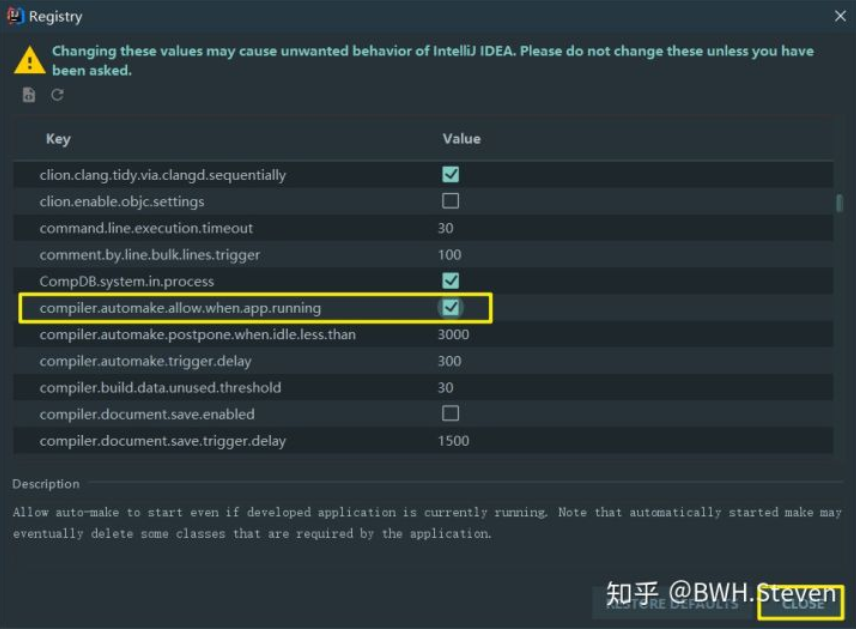 Registry
Changing these values may cause unwanted behavior of IntelliJ IDEA. Please do not change these unless you have
been asked.
Key Value
clion.clang.tidy.via.clangd.sequentially
clion.enable.objc.settings
command.line.execution.timeout 30
comment.by.line.bulk.lines.trigger 100
CompDB.system.in.process
compiler.automake.allow.when.app.running
compiler.automake.postpone.when.idle.less.than 3000
compiler.automake.trigger.delay 300
compiler.build.data.unused.threshold 30
compiler.document.save.enabled
compiler.document.save.trigger.delay 1500
Description
Allow auto-make to start even if developed application is currently running. Note that automatically started make may
eventually delete some classes that are required by the application.
知乎 @BWH.Steven
RESTORE DEFAULTS CLOSE